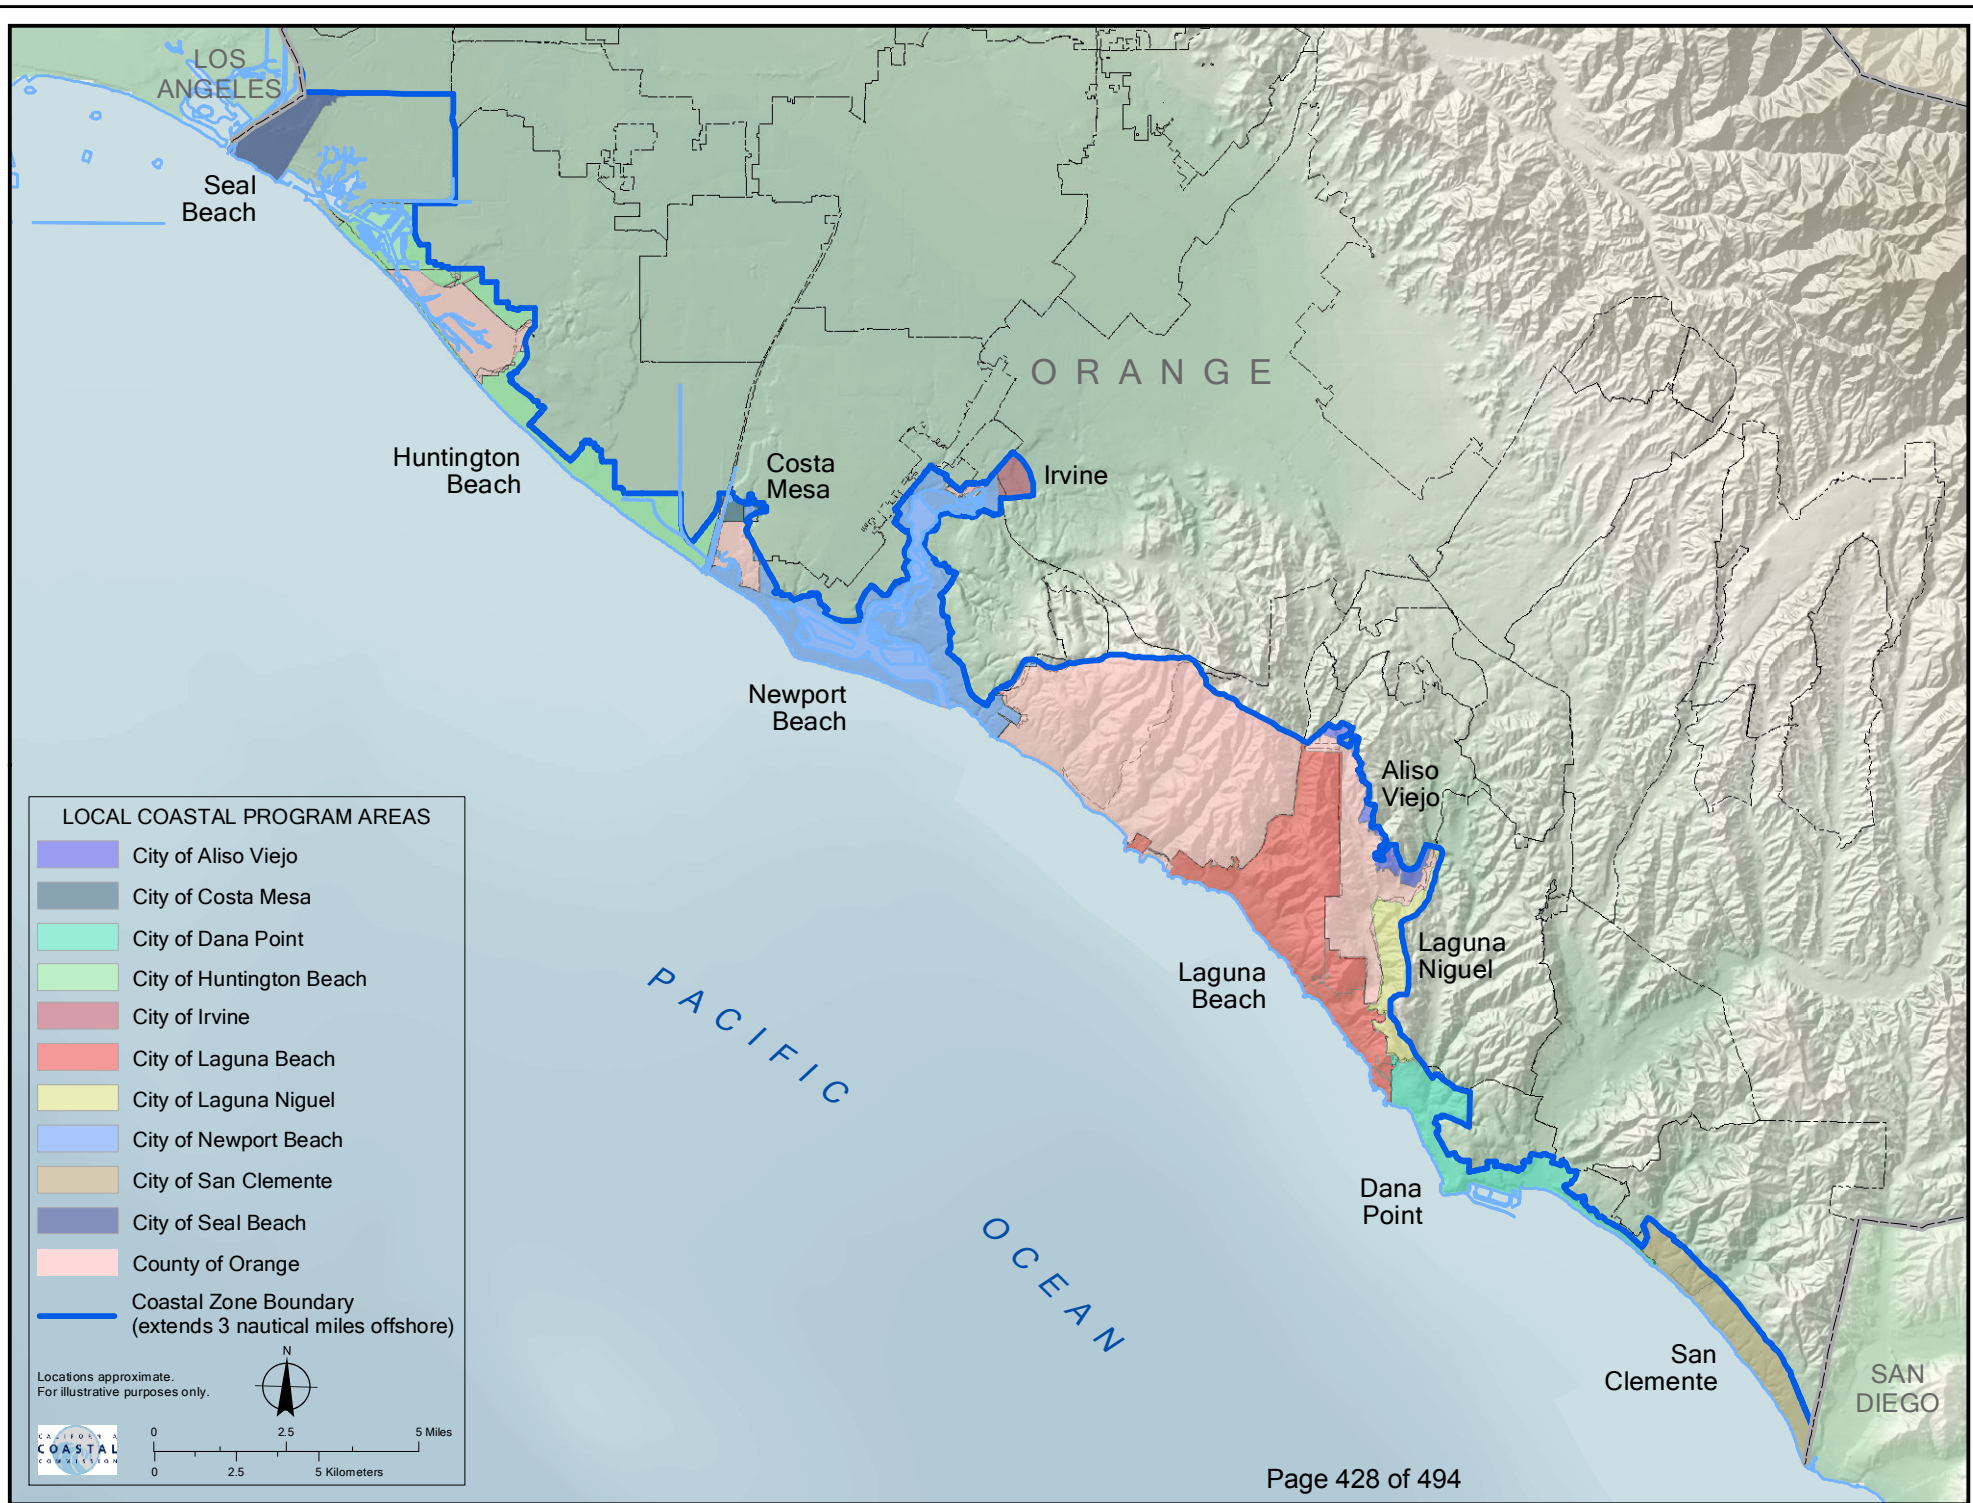 LOS
ANGELES
Seal
Beach
ORANGE
Huntington
Beach
Costa
Mesa
Irvine
Newport
Beach
Aliso
Viejo
Laguna
Niguel
Laguna
Beach
PACIFIC
OCEAN
Dana
Point
San
Clemente
SAN
DIEGO
LOCAL COASTAL PROGRAM AREAS
City of Aliso Viejo
City of Costa Mesa
City of Dana Point
City of Huntington Beach
City of Irvine
City of Laguna Beach
City of Laguna Niguel
City of Newport Beach
City of San Clemente
City of Seal Beach
County of Orange
Coastal Zone Boundary
(extends 3 nautical miles offshore)
N
Locations approximate.
For illustrative purposes only.
CALIFORNIA
COASTAL
COMMISSION
0 2.5 5 Miles
0 2.5 5 Kilometers
Page 428 of 494